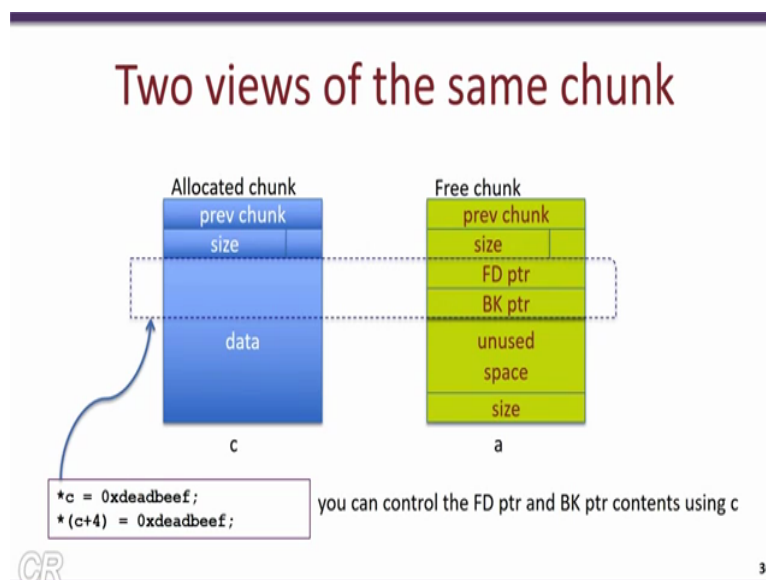 Two views of the same chunk
Allocated chunk
prev chunk
size
data
c
Free chunk
prev chunk
size
FD ptr
BK ptr
unused
space
size
a
*c = 0xdeadbeef;
*(c+4) = 0xdeadbeef;
you can control the FD ptr and BK ptr contents using c
CR